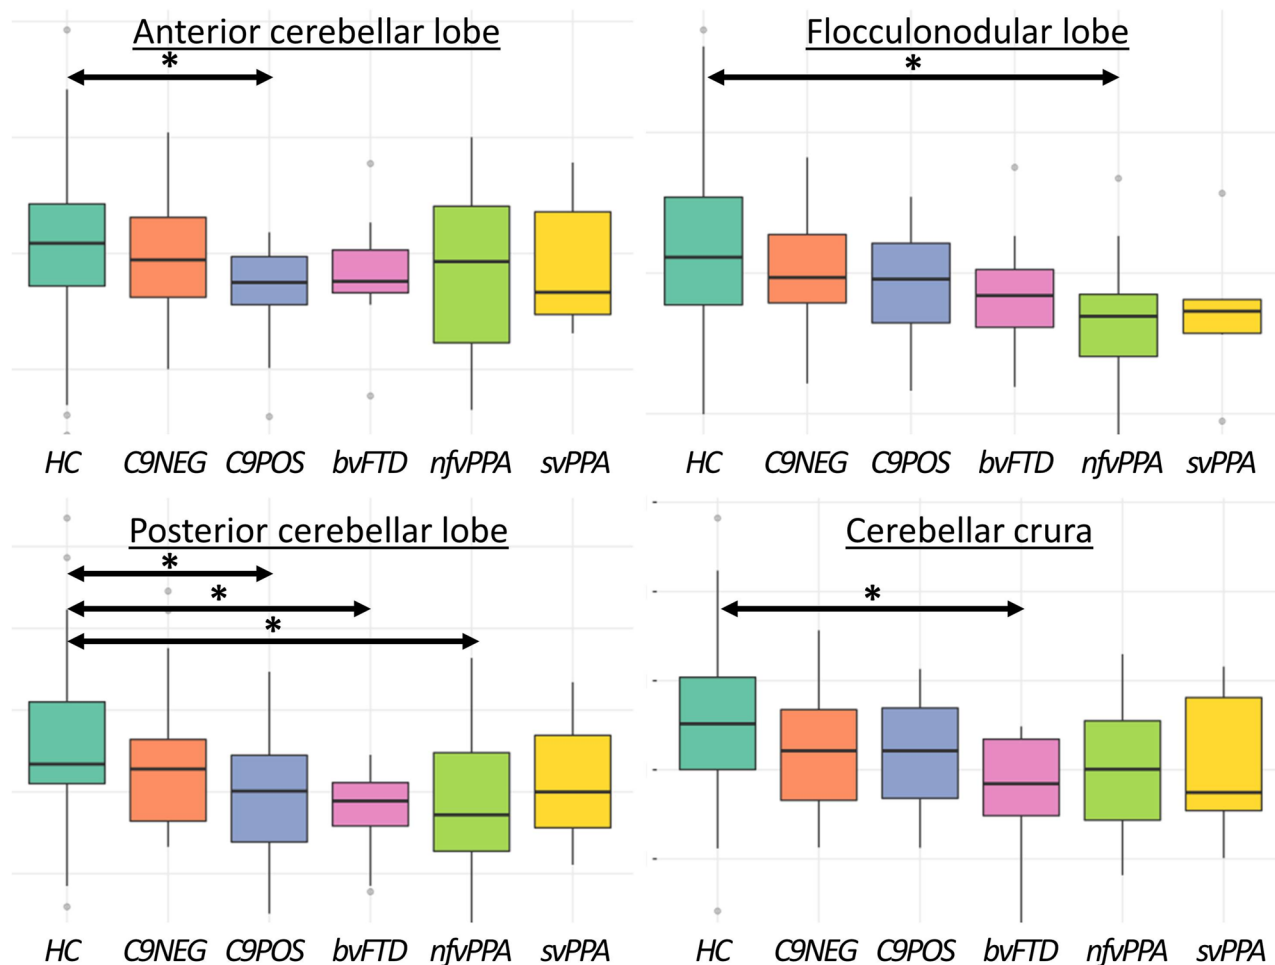 Anterior cerebellar lobe
*
HC C9NEG C9POS bvFTD nfvPPA svPPA
Flocculonodular lobe
*
HC C9NEG C9POS bvFTD nfvPPA svPPA
Posterior cerebellar lobe
*
*
*
HC C9NEG C9POS bvFTD nfvPPA svPPA
Cerebellar crura
*
HC C9NEG C9POS bvFTD nfvPPA svPPA